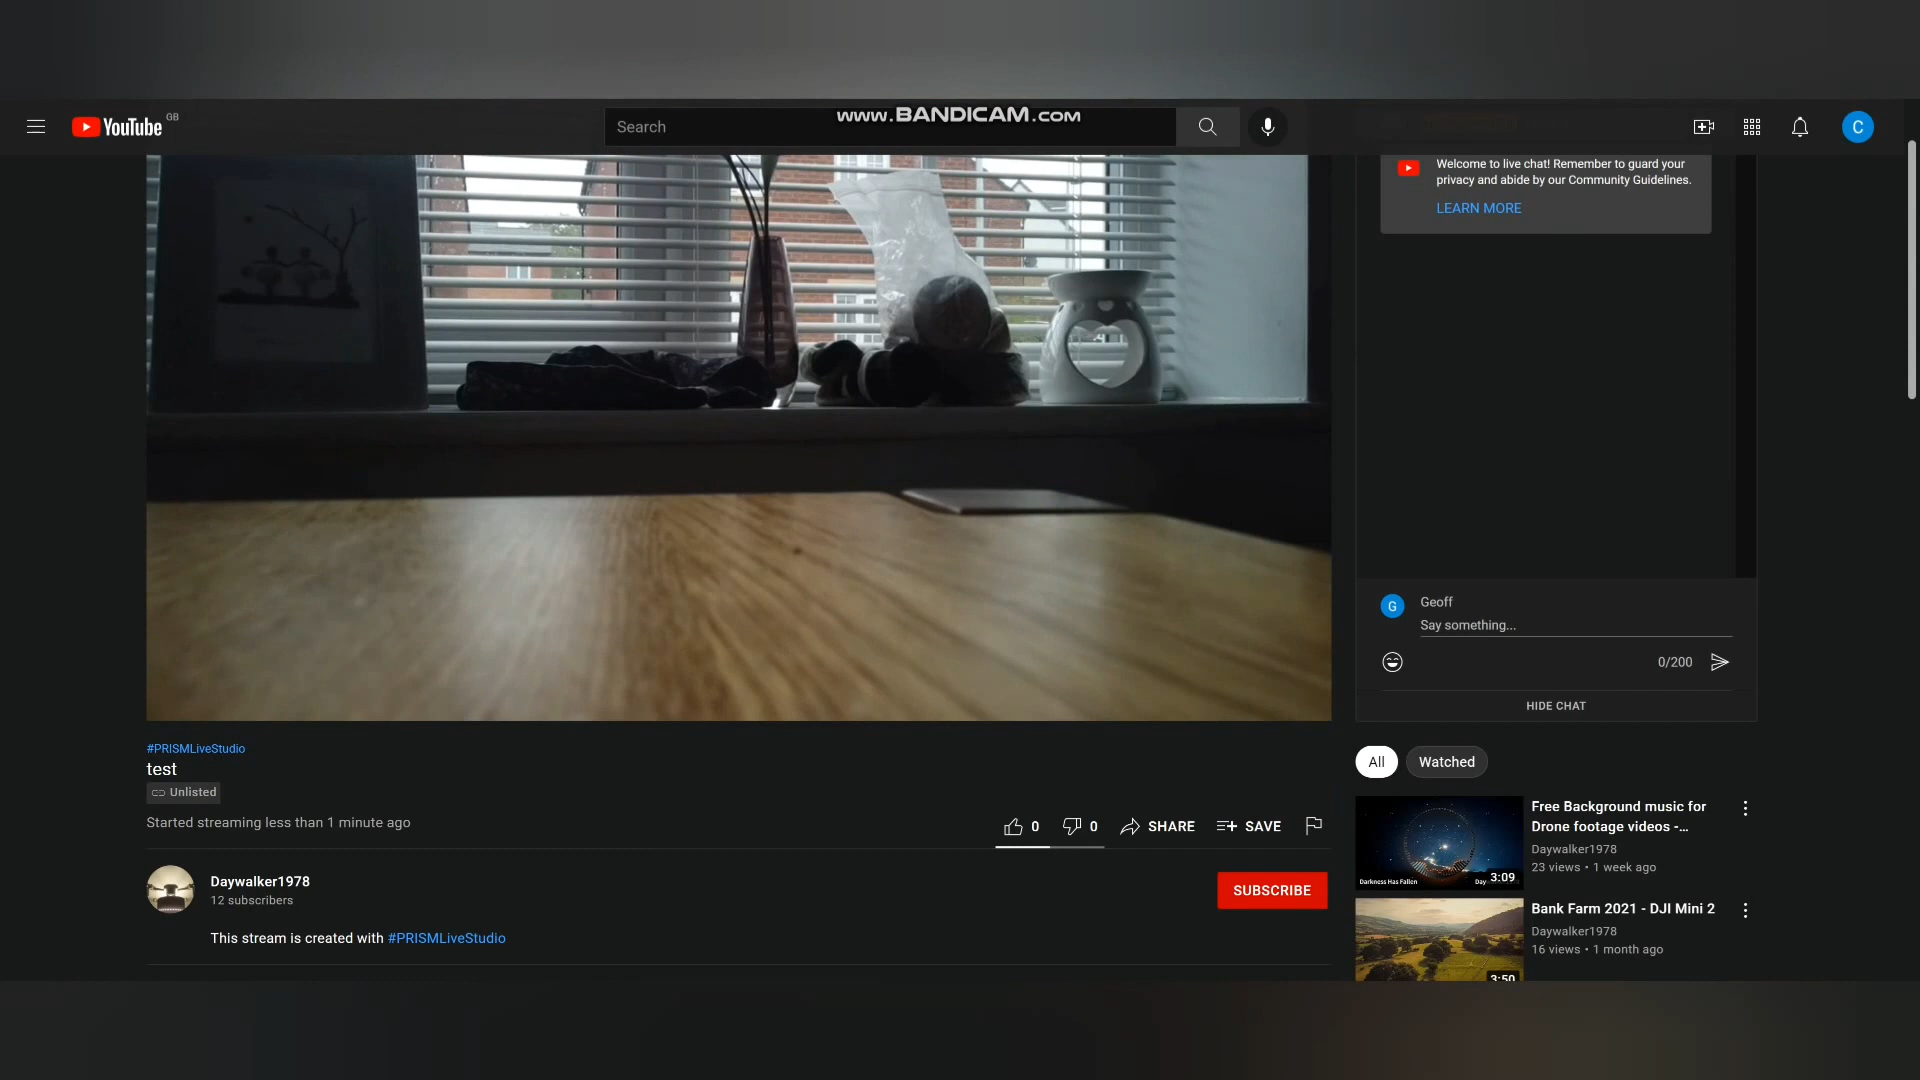 YouTube GB
Search
www.BANDICAM.com
C
Welcome to live chat! Remember to guard your
privacy and abide by our Community Guidelines.
LEARN MORE
G
Geoff
Say something...
0/200
HIDE CHAT
#PRISMLiveStudio
test
Unlisted
Started streaming less than 1 minute ago
0
0
SHARE
SAVE
Daywalker1978
12 subscribers
SUBSCRIBE
This stream is created with #PRISMLiveStudio
All
Watched
Free Background music for
Drone footage videos -...
Daywalker1978
23 views • 1 week ago
Darkness Has Fallen
3:09
Bank Farm 2021 - DJI Mini 2
Daywalker1978
16 views • 1 month ago
3:50